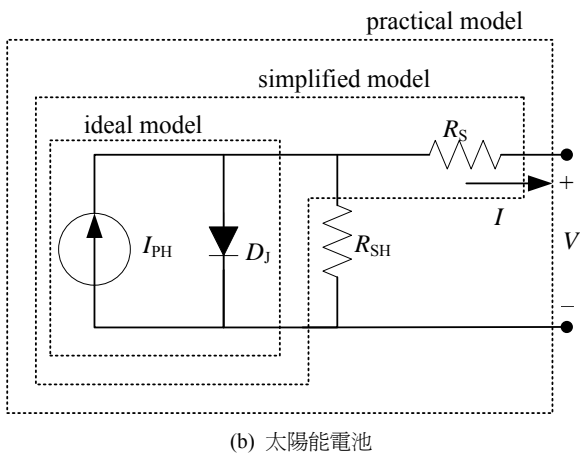 practical model
simplified model
ideal model
R_S
+
I
I_PH
D_J
R_SH
V
−
(b) 太陽能電池